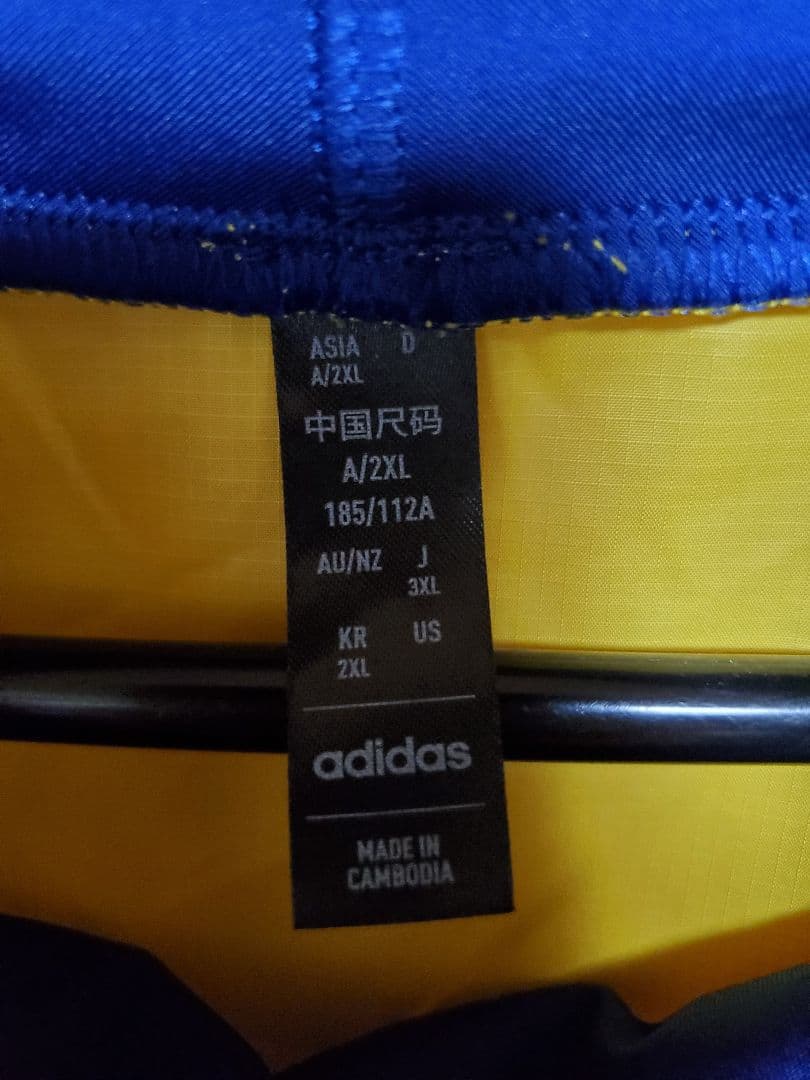 ASIA D
A/2XL
中国尺码
A/2XL
185/112A
AU/NZ J
3XL
KR US
2XL
adidas
MADE IN
CAMBODIA